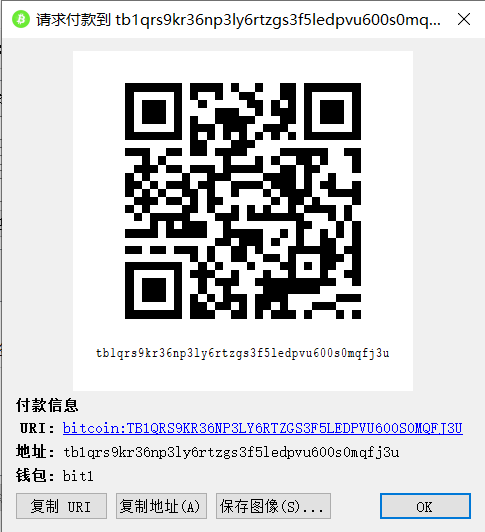 请求付款到 tb1qrs9kr36np3ly6rtzgs3f5ledpvu600s0mq...
tb1qrs9kr36np3ly6rtzgs3f5ledpvu600s0mqfj3u
付款信息
URI: bitcoin:TB1QRS9KR36NP3LY6RTZGS3F5LEDPVU600S0MQFJ3U
地址: tb1qrs9kr36np3ly6rtzgs3f5ledpvu600s0mqfj3u
钱包: bit1
复制 URI
复制地址(A)
保存图像(S)...
OK